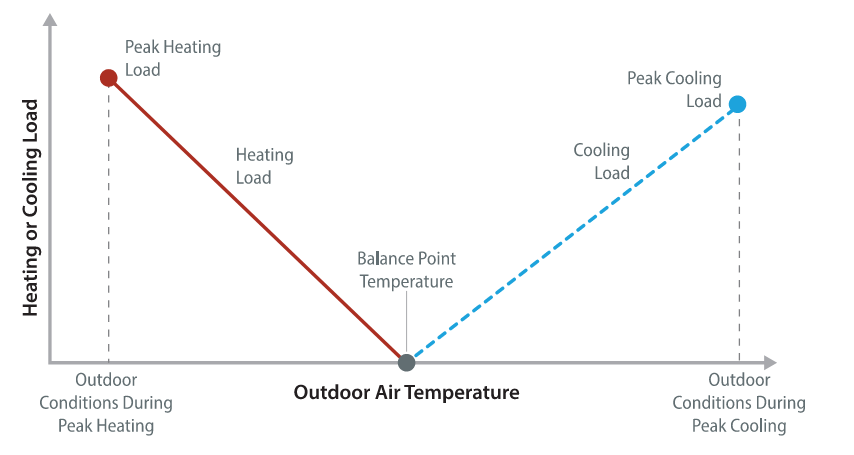 Peak Heating
Load
Peak Cooling
Load
Heating
Load
Cooling
Load
Heating or Cooling Load
Balance Point
Temperature
Outdoor
Conditions During
Peak Heating
Outdoor Air Temperature
Outdoor
Conditions During
Peak Cooling